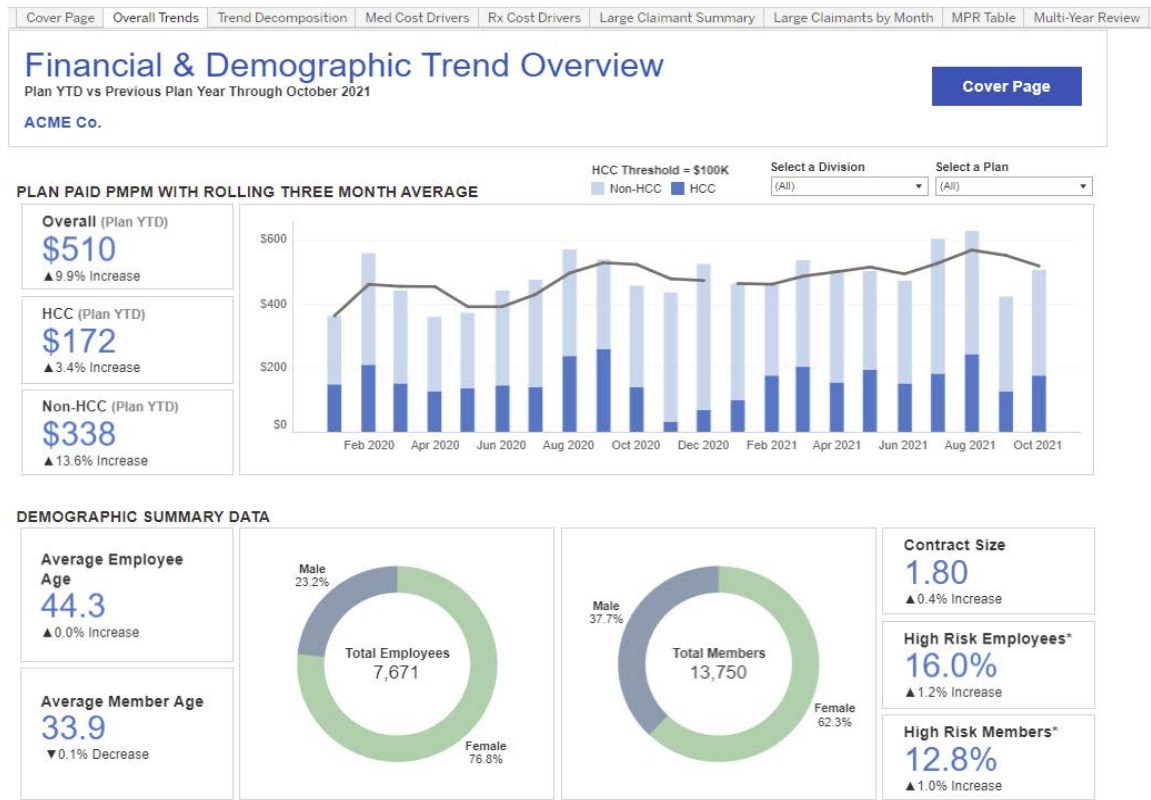 Cover Page Overall Trends Trend Decomposition Med Cost Drivers Rx Cost Drivers Large Claimant Summary Large Claimants by Month MPR Table Multi-Year Review
Financial & Demographic Trend Overview
Plan YTD vs Previous Plan Year Through October 2021
ACME Co.
Cover Page
PLAN PAID PMPM WITH ROLLING THREE MONTH AVERAGE
HCC Threshold = $100K
Non-HCC HCC
Select a Division
(All)
Select a Plan
(All)
Overall (Plan YTD)
$510
▲9.9% Increase
HCC (Plan YTD)
$172
▲3.4% Increase
Non-HCC (Plan YTD)
$338
▲13.6% Increase
$600
$400
$200
$0
Feb 2020 Apr 2020 Jun 2020 Aug 2020 Oct 2020 Dec 2020 Feb 2021 Apr 2021 Jun 2021 Aug 2021 Oct 2021
DEMOGRAPHIC SUMMARY DATA
Average Employee
Age
44.3
▲0.0% Increase
Average Member Age
33.9
▼0.1% Decrease
Male
23.2%
Total Employees
7,671
Female
76.8%
Male
37.7%
Total Members
13,750
Female
62.3%
Contract Size
1.80
▲0.4% Increase
High Risk Employees*
16.0%
▲1.2% Increase
High Risk Members*
12.8%
▲1.0% Increase